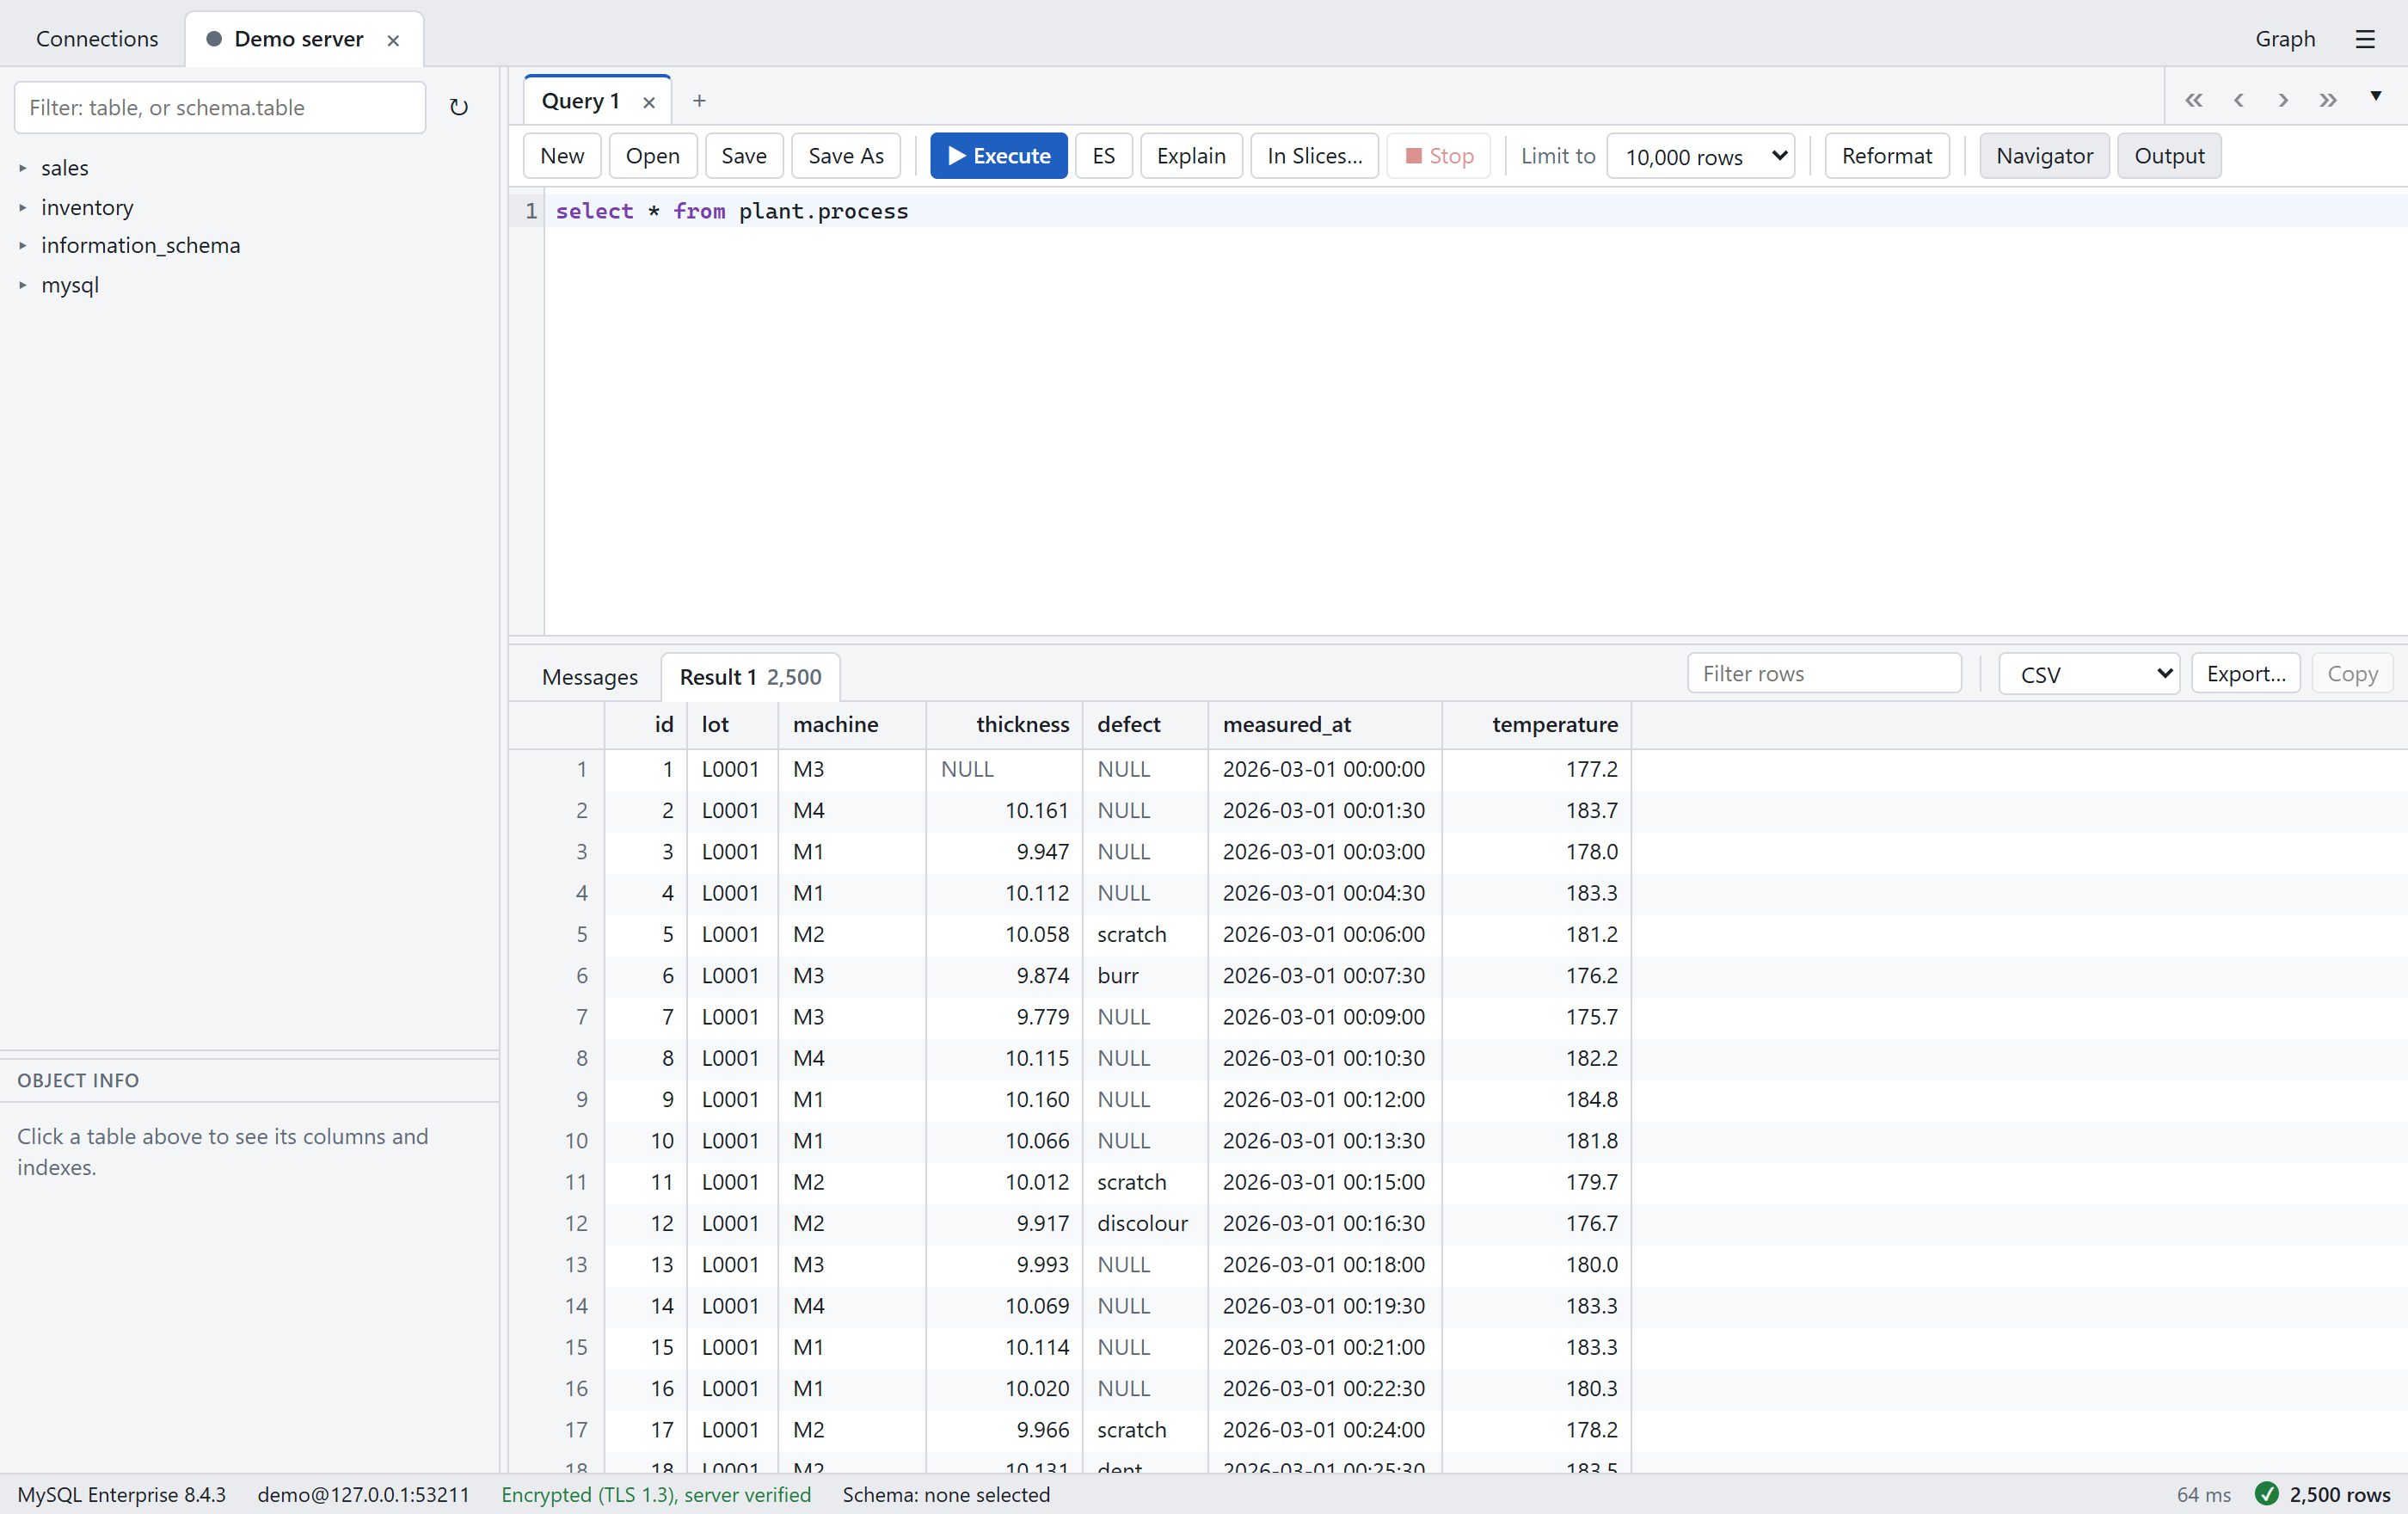 Connections Demo server × Graph ☰
Filter: table, or schema.table ↻
sales
inventory
information_schema
mysql
OBJECT INFO
Click a table above to see its columns and
indexes.
Query 1 × + « ‹ › » ▼
New Open Save Save As ▶ Execute ES Explain In Slices... Stop Limit to 10,000 rows Reformat Navigator Output
1 select * from plant.process
Messages Result 1 2,500 Filter rows CSV Export... Copy
id lot machine thickness defect measured_at temperature
1 1 L0001 M3 NULL NULL 2026-03-01 00:00:00 177.2
2 2 L0001 M4 10.161 NULL 2026-03-01 00:01:30 183.7
3 3 L0001 M1 9.947 NULL 2026-03-01 00:03:00 178.0
4 4 L0001 M1 10.112 NULL 2026-03-01 00:04:30 183.3
5 5 L0001 M2 10.058 scratch 2026-03-01 00:06:00 181.2
6 6 L0001 M3 9.874 burr 2026-03-01 00:07:30 176.2
7 7 L0001 M3 9.779 NULL 2026-03-01 00:09:00 175.7
8 8 L0001 M4 10.115 NULL 2026-03-01 00:10:30 182.2
9 9 L0001 M1 10.160 NULL 2026-03-01 00:12:00 184.8
10 10 L0001 M1 10.066 NULL 2026-03-01 00:13:30 181.8
11 11 L0001 M2 10.012 scratch 2026-03-01 00:15:00 179.7
12 12 L0001 M2 9.917 discolour 2026-03-01 00:16:30 176.7
13 13 L0001 M3 9.993 NULL 2026-03-01 00:18:00 180.0
14 14 L0001 M4 10.069 NULL 2026-03-01 00:19:30 183.3
15 15 L0001 M1 10.114 NULL 2026-03-01 00:21:00 183.3
16 16 L0001 M1 10.020 NULL 2026-03-01 00:22:30 180.3
17 17 L0001 M2 9.966 scratch 2026-03-01 00:24:00 178.2
18 18 L0001 M2 10.131 dent 2026-03-01 00:25:30 183.5
MySQL Enterprise 8.4.3 demo@127.0.0.1:53211 Encrypted (TLS 1.3), server verified Schema: none selected 64 ms 2,500 rows